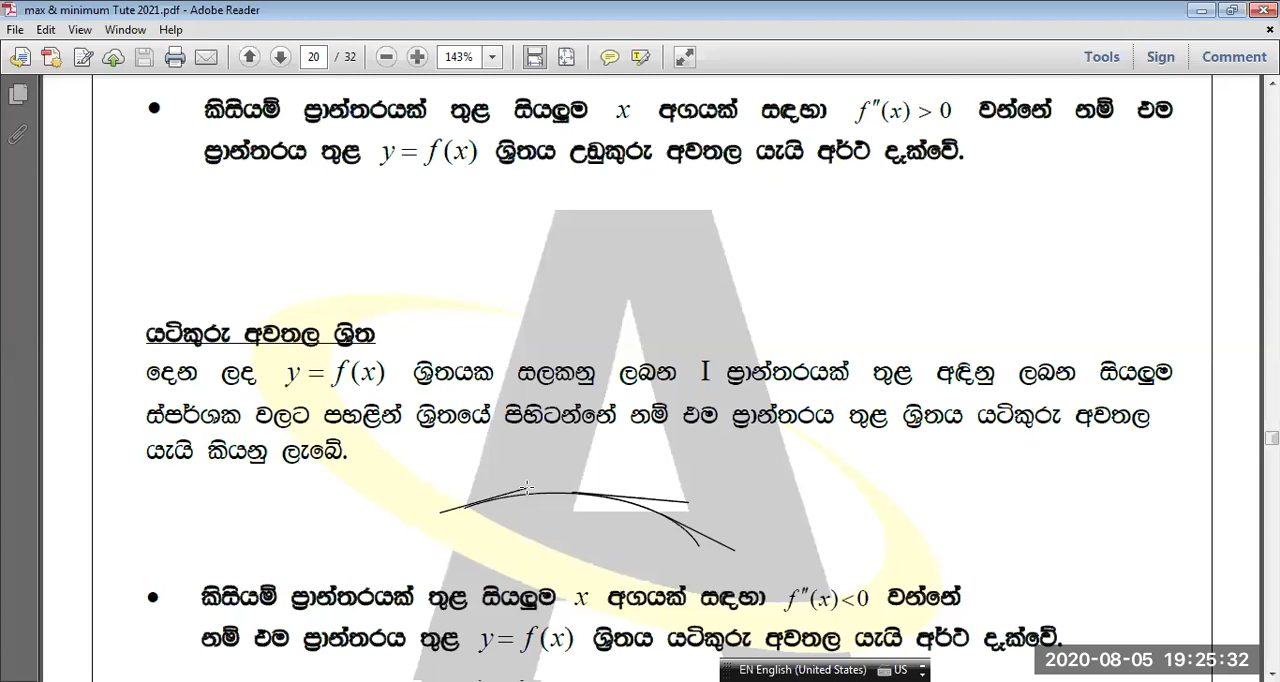 max & minimum Tute 2021.pdf - Adobe Reader
File Edit View Window Help
20 / 32 143% Tools Sign Comment
• කිසියම් ප්‍රාන්තරයක් තුළ සියලුම x අගයක් සඳහා f″(x) > 0 වන්නේ නම් එම
ප්‍රාන්තරය තුළ y = f(x) ශ්‍රිතය උඩුකුරු අවතල යැයි අර්ථ දැක්වේ.
යටිකුරු අවතල ශ්‍රිත
දෙන ලද y = f(x) ශ්‍රිතයක සලකනු ලබන I ප්‍රාන්තරයක් තුළ අඳිනු ලබන සියලුම
ස්පර්ශක වලට පහළින් ශ්‍රිතයේ පිහිටන්නේ නම් එම ප්‍රාන්තරය තුළ ශ්‍රිතය යටිකුරු අවතල
යැයි කියනු ලැබේ.
• කිසියම් ප්‍රාන්තරයක් තුළ සියලුම x අගයක් සඳහා f″(x)<0 වන්නේ
නම් එම ප්‍රාන්තරය තුළ y = f(x) ශ්‍රිතය යටිකුරු අවතල යැයි අර්ථ දැක්වේ.
2020-08-05 19:25:32
EN English (United States) US